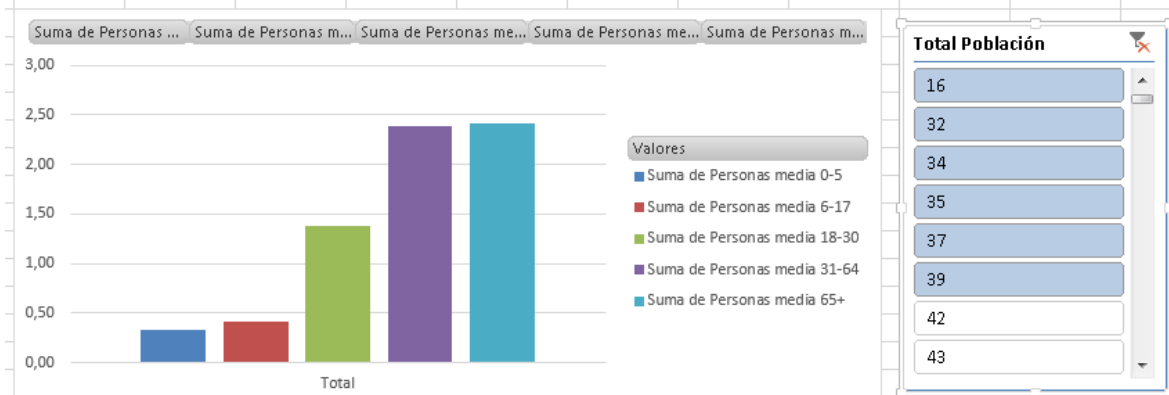 Suma de Personas ...
Suma de Personas m...
Suma de Personas me...
Suma de Personas me...
Suma de Personas m...
3,00
2,50
2,00
1,50
1,00
0,50
0,00
Total
Valores
Suma de Personas media 0-5
Suma de Personas media 6-17
Suma de Personas media 18-30
Suma de Personas media 31-64
Suma de Personas media 65+
Total Población
16
32
34
35
37
39
42
43